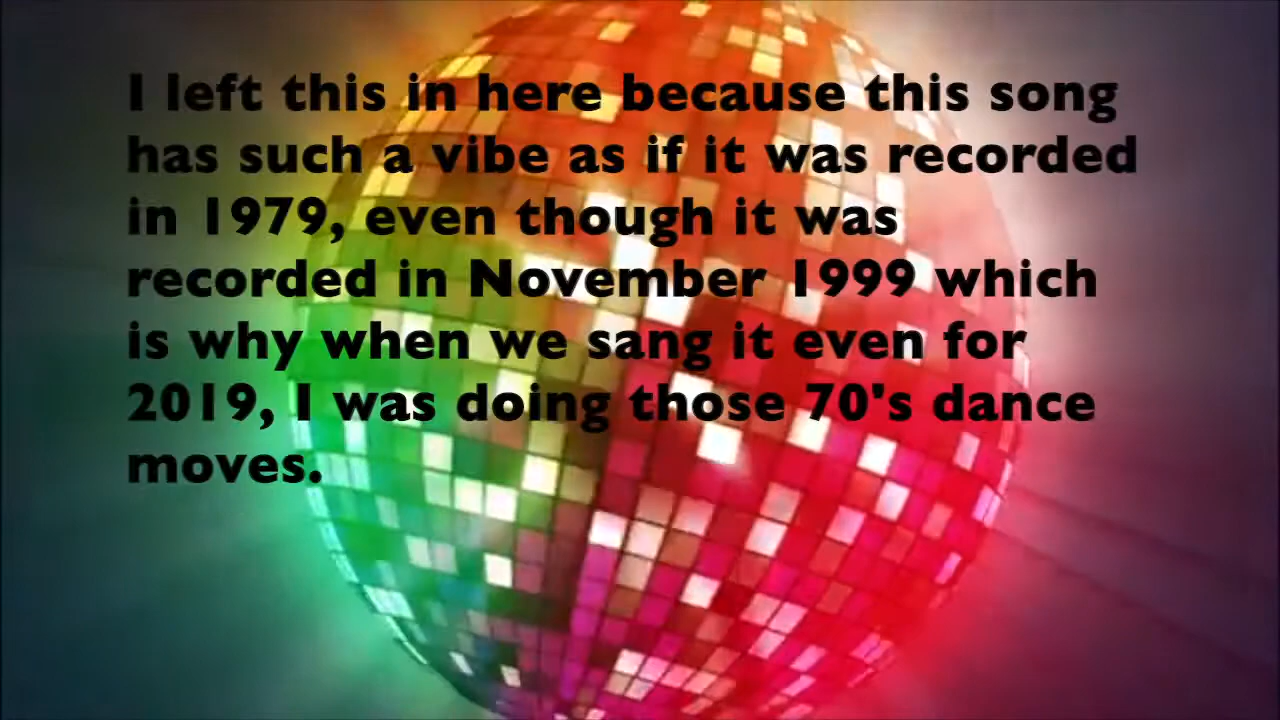 I left this in here because this song
has such a vibe as if it was recorded
in 1979, even though it was
recorded in November 1999 which
is why when we sang it even for
2019, I was doing those 70's dance
moves.